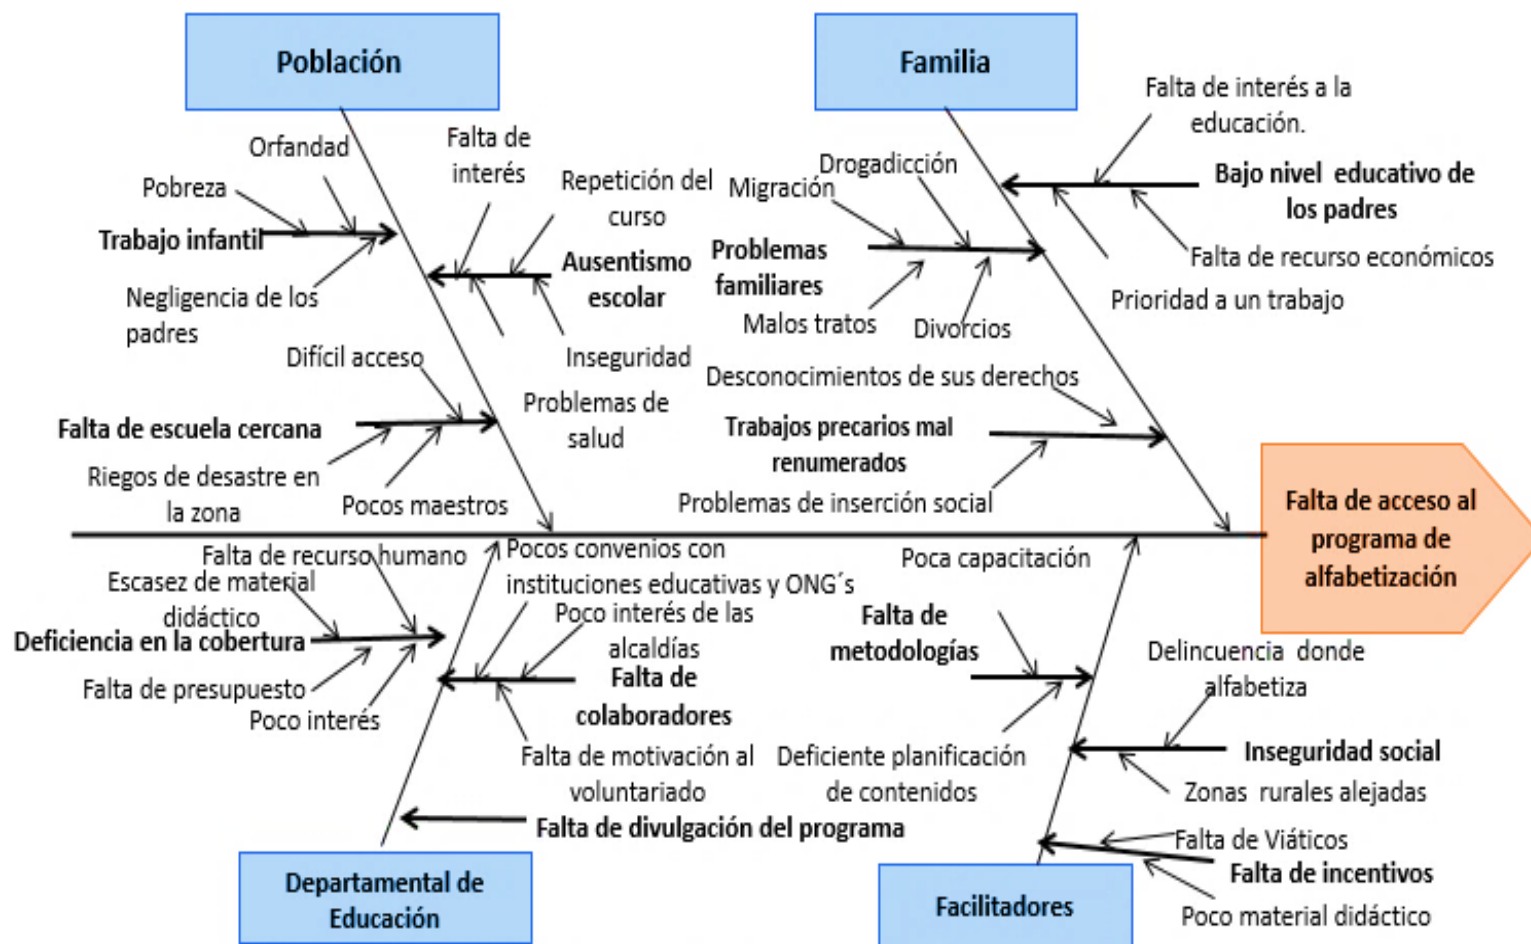 Población
Familia
Orfandad
Pobreza
Trabajo infantil
Negligencia de los
padres
Falta de
interés
Repetición del
curso
Ausentismo
escolar
Inseguridad
Problemas de
salud
Difícil acceso
Falta de escuela cercana
Riegos de desastre en
la zona
Pocos maestros
Drogadicción
Migración
Problemas
familiares
Malos tratos
Divorcios
Falta de interés a la
educación.
Bajo nivel educativo de
los padres
Falta de recurso económicos
Prioridad a un trabajo
Desconocimientos de sus derechos
Trabajos precarios mal
renumerados
Problemas de inserción social
Falta de acceso al
programa de
alfabetización
Falta de recurso humano
Escasez de material
didáctico
Deficiencia en la cobertura
Falta de presupuesto
Poco interés
Pocos convenios con
instituciones educativas y ONG´s
Poco interés de las
alcaldías
Falta de
colaboradores
Falta de motivación al
voluntariado
Falta de divulgación del programa
Departamental de
Educación
Poca capacitación
Falta de
metodologías
Deficiente planificación
de contenidos
Delincuencia donde
alfabetiza
Inseguridad social
Zonas rurales alejadas
Falta de Viáticos
Falta de incentivos
Poco material didáctico
Facilitadores